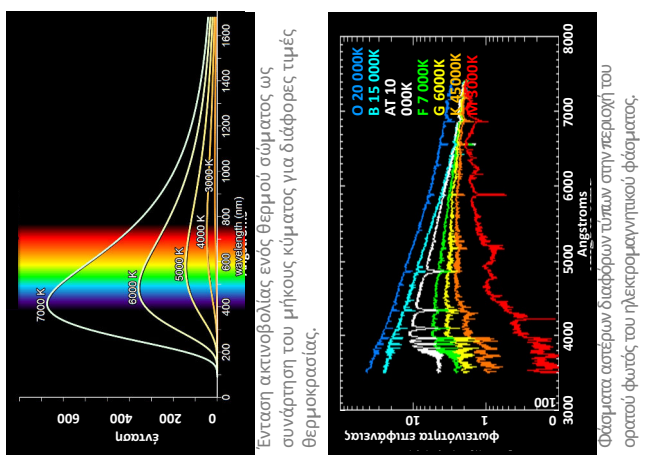 1600
1400
1200
1000
800
600
400
200
0
wavelength (nm)
7000 K
6000 K
5000 K
4000 K
3000 K
600
400
200
0
ένταση
Ένταση ακτινοβολίας ενός θερμού σώματος ως
συνάρτηση του μήκους κύματος για διάφορες τιμές
θερμοκρασίας.
O 20 000K
B 15 000K
AT 10
000K
F 7 000K
G 6000K
K 45000K
3000K
8000
7000
6000
5000
4000
3000
Angstroms
10
1
100
φωτεινότητα επιφάνειας
Φάσματα αστέρων διαφόρων τύπων στην περιοχή του
ορατού φωτός του ηλεκτρομαγνητικού φάσματος.